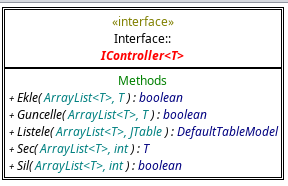 «interface»
Interface::
IController<T>
Methods
+ Ekle( ArrayList<T>, T ) : boolean
+ Guncelle( ArrayList<T>, T ) : boolean
+ Listele( ArrayList<T>, JTable ) : DefaultTableModel
+ Sec( ArrayList<T>, int ) : T
+ Sil( ArrayList<T>, int ) : boolean